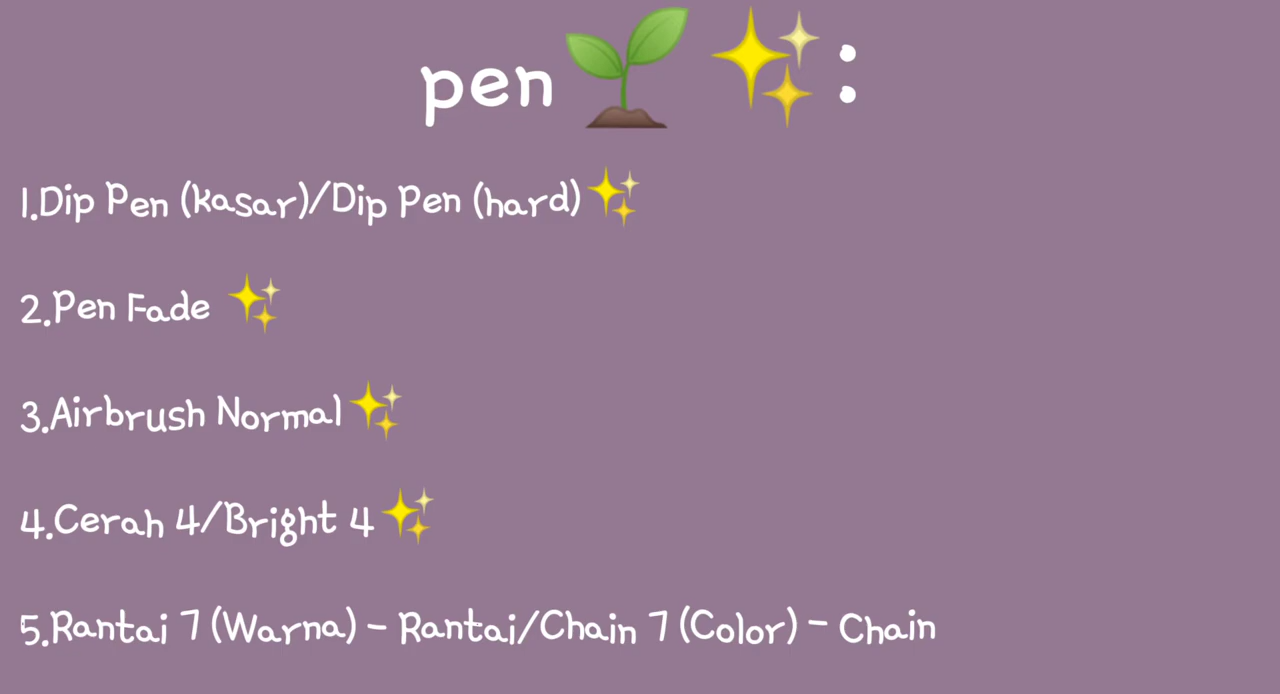 pen🌱✨:
1.Dip Pen (kasar)/Dip Pen (hard)✨
2.Pen Fade ✨
3.Airbrush Normal✨
4.Cerah 4/Bright 4✨
5.Rantai 7 (Warna) - Rantai/Chain 7 (Color) - Chain